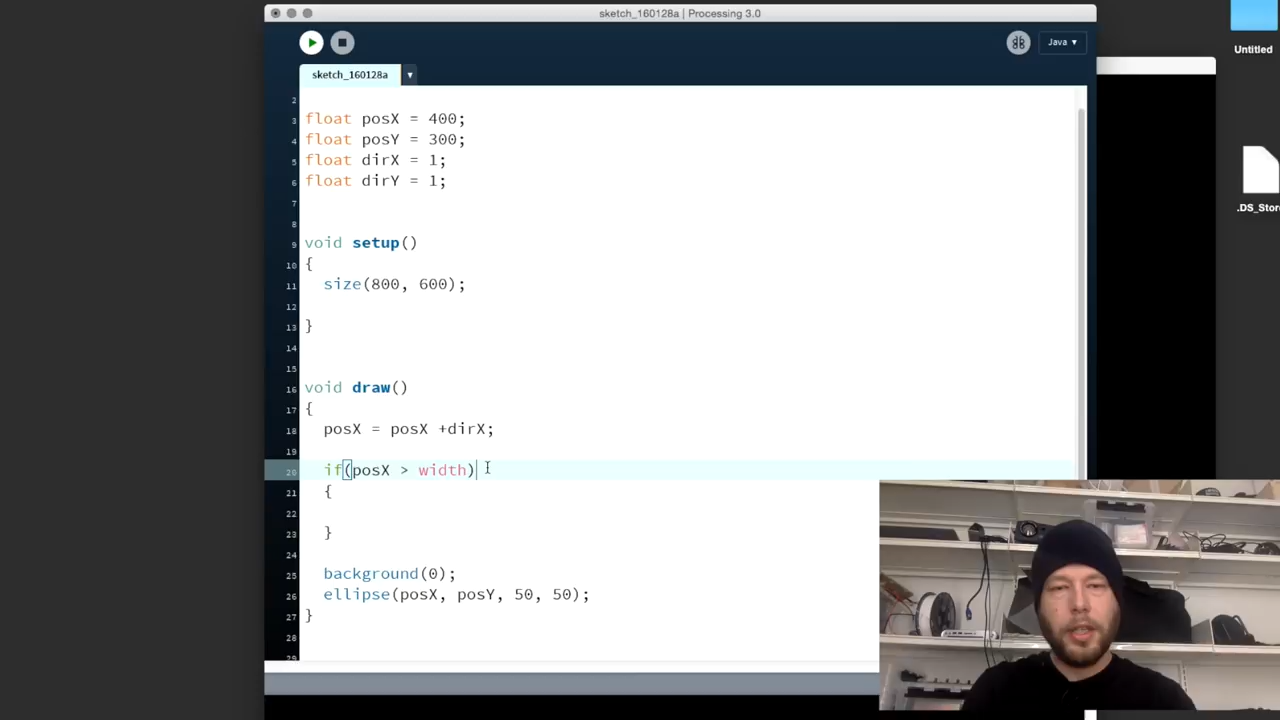 sketch_160128a | Processing 3.0
Untitled
Java ▾
sketch_160128a ▾
.DS_Stor
2
3 float posX = 400;
4 float posY = 300;
5 float dirX = 1;
6 float dirY = 1;
7
8
9 void setup()
10 {
11 size(800, 600);
12
13 }
14
15
16 void draw()
17 {
18 posX = posX +dirX;
19
20 if(posX > width)
21 {
22
23 }
24
25 background(0);
26 ellipse(posX, posY, 50, 50);
27 }
28
29